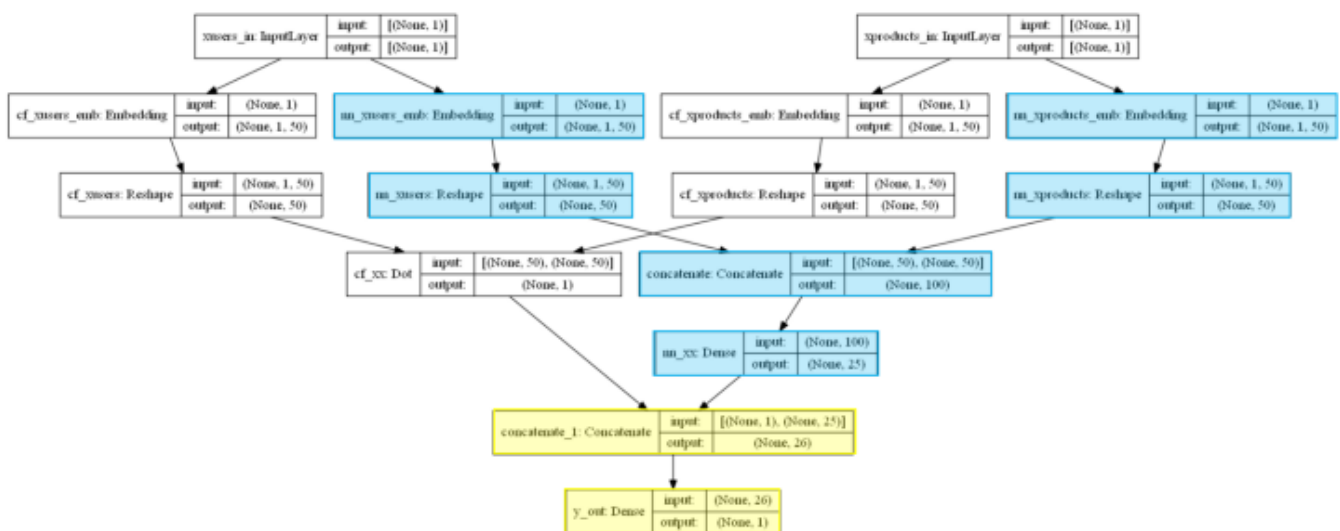 xusers_in: InputLayer input: [(None, 1)] output: [(None, 1)]
xproducts_in: InputLayer input: [(None, 1)] output: [(None, 1)]
cf_xusers_emb: Embedding input: (None, 1) output: (None, 1, 50)
nn_xusers_emb: Embedding input: (None, 1) output: (None, 1, 50)
cf_xproducts_emb: Embedding input: (None, 1) output: (None, 1, 50)
nn_xproducts_emb: Embedding input: (None, 1) output: (None, 1, 50)
cf_xusers: Reshape input: (None, 1, 50) output: (None, 50)
nn_xusers: Reshape input: (None, 1, 50) output: (None, 50)
cf_xproducts: Reshape input: (None, 1, 50) output: (None, 50)
nn_xproducts: Reshape input: (None, 1, 50) output: (None, 50)
cf_xx: Dot input: [(None, 50), (None, 50)] output: (None, 1)
concatenate: Concatenate input: [(None, 50), (None, 50)] output: (None, 100)
nn_xx: Dense input: (None, 100) output: (None, 25)
concatenate_1: Concatenate input: [(None, 1), (None, 25)] output: (None, 26)
y_out: Dense input: (None, 26) output: (None, 1)